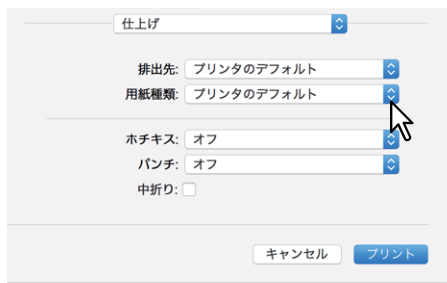 仕上げ
排出先: プリンタのデフォルト
用紙種類: プリンタのデフォルト
ホチキス: オフ
パンチ: オフ
中折り:
キャンセル プリント